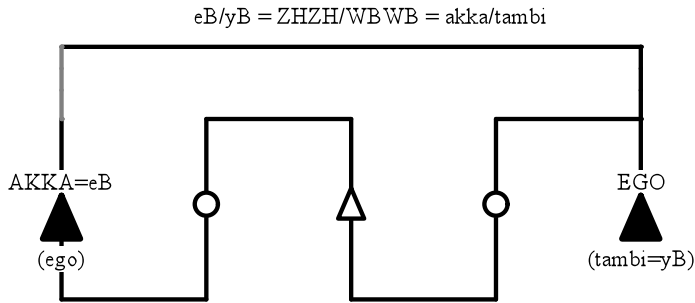 eB/yB = ZHZH/WBWB = akka/tambi
AKKA=eB
EGO
(ego)
(tambi=yB)